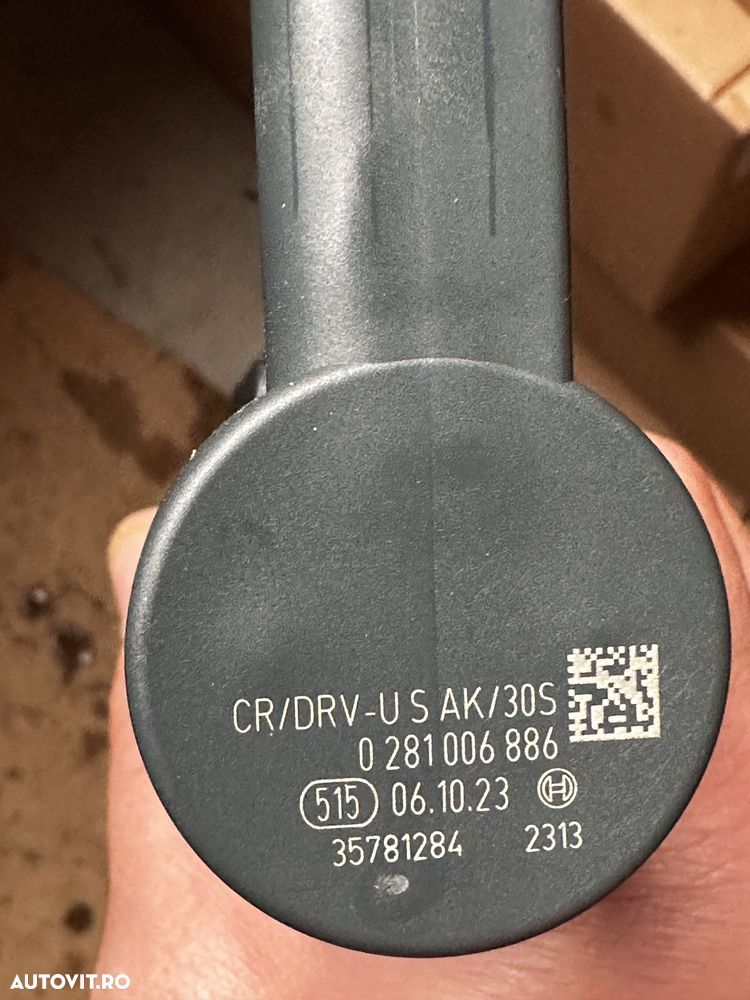 CR/DRV-U S AK/30S
0 281 006 886
515 06.10.23
35781284 2313
AUTOVIT.RO